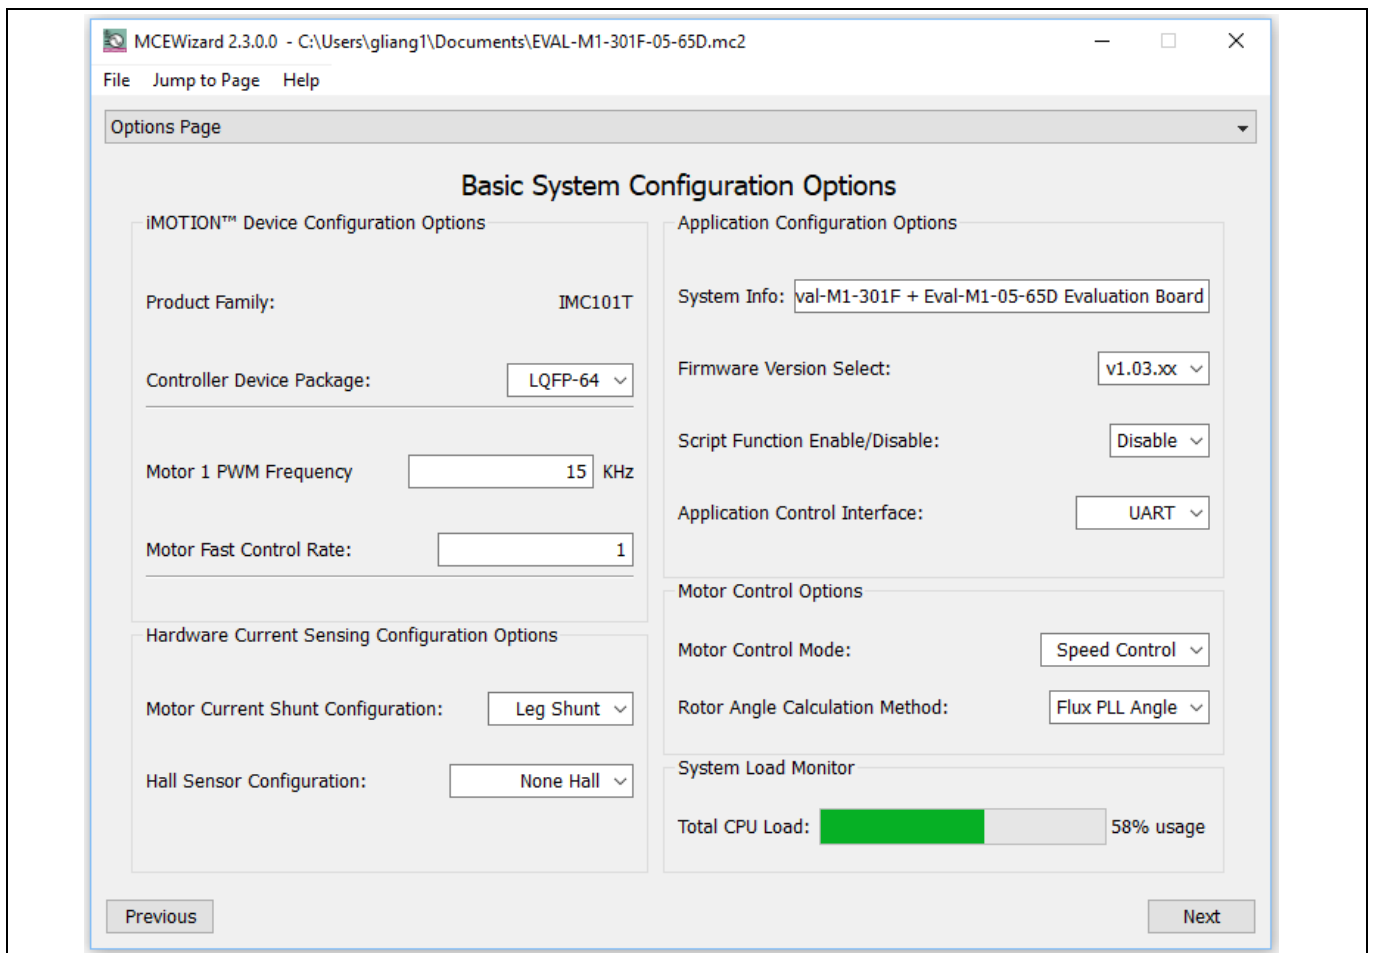 MCEWizard 2.3.0.0 - C:\Users\gliang1\Documents\EVAL-M1-301F-05-65D.mc2
File Jump to Page Help
Options Page
Basic System Configuration Options
iMOTION™ Device Configuration Options
Product Family: IMC101T
Controller Device Package: LQFP-64
Motor 1 PWM Frequency 15 KHz
Motor Fast Control Rate: 1
Hardware Current Sensing Configuration Options
Motor Current Shunt Configuration: Leg Shunt
Hall Sensor Configuration: None Hall
Application Configuration Options
System Info: val-M1-301F + Eval-M1-05-65D Evaluation Board
Firmware Version Select: v1.03.xx
Script Function Enable/Disable: Disable
Application Control Interface: UART
Motor Control Options
Motor Control Mode: Speed Control
Rotor Angle Calculation Method: Flux PLL Angle
System Load Monitor
Total CPU Load: 58% usage
Previous Next